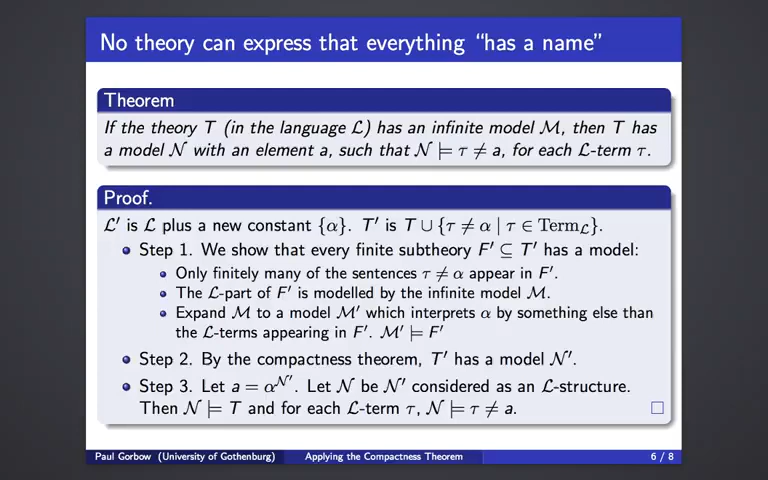 No theory can express that everything “has a name”
Theorem
If the theory T (in the language ℒ) has an infinite model ℳ, then T has
a model 𝒩 with an element a, such that 𝒩 ⊨ τ ≠ a, for each ℒ-term τ.
Proof.
ℒ′ is ℒ plus a new constant {α}. T′ is T ∪ {τ ≠ α | τ ∈ Term_ℒ}.
Step 1. We show that every finite subtheory F′ ⊆ T′ has a model:
Only finitely many of the sentences τ ≠ α appear in F′.
The ℒ-part of F′ is modelled by the infinite model ℳ.
Expand ℳ to a model ℳ′ which interprets α by something else than
the ℒ-terms appearing in F′. ℳ′ ⊨ F′
Step 2. By the compactness theorem, T′ has a model 𝒩′.
Step 3. Let a = α^𝒩′. Let 𝒩 be 𝒩′ considered as an ℒ-structure.
Then 𝒩 ⊨ T and for each ℒ-term τ, 𝒩 ⊨ τ ≠ a. □
Paul Gorbow (University of Gothenburg) Applying the Compactness Theorem 6 / 8